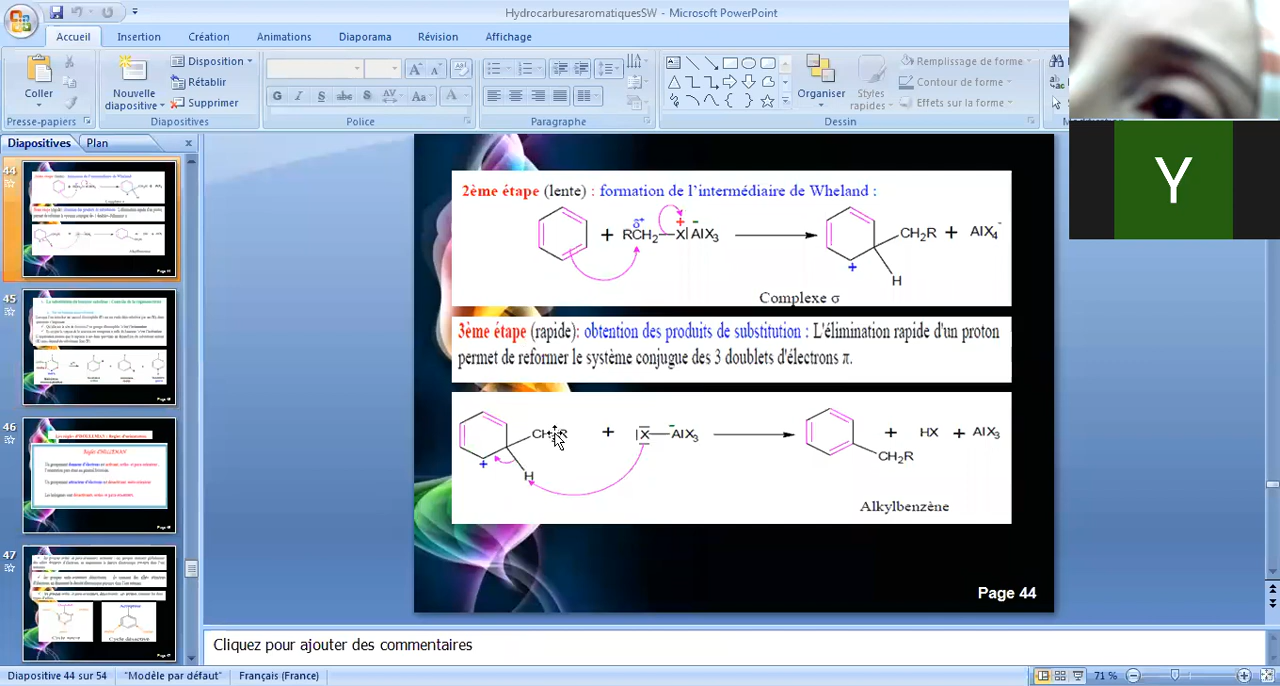 HydrocarburesaromatiquesSW - Microsoft PowerPoint
Accueil Insertion Création Animations Diaporama Révision Affichage
Coller
Presse-papiers
Nouvelle diapositive
Disposition
Rétablir
Supprimer
Diapositives
G I S abc S AV Aa A
Police
Paragraphe
Organiser
Styles rapides
Remplissage de forme
Contour de forme
Effets sur la forme
Dessin
Y
Diapositives Plan
44
45
46
47
2ème étape (lente) : formation de l'intermédiaire de Wheland :
+ RCH2 δ+ —X| + AlX3 - CH2R + AlX4-
+ H
Complexe σ
3ème étape (rapide): obtention des produits de substitution : L'élimination rapide d'un proton
permet de reformer le système conjugue des 3 doublets d'électrons π.
+ |X—AlX3 - + HX + AlX3
+ H CH2R
Alkylbenzène
Page 44
Cliquez pour ajouter des commentaires
Diapositive 44 sur 54 "Modèle par défaut" Français (France) 71 %